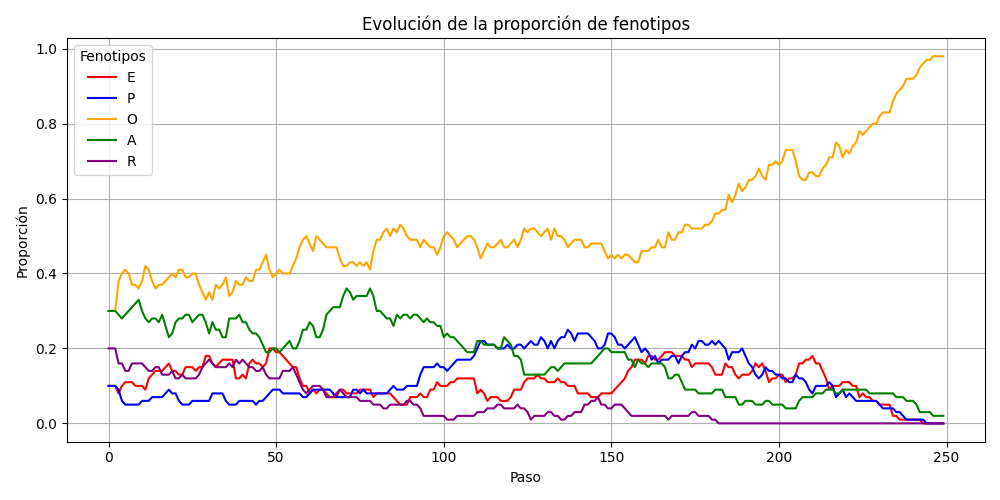 Evolución de la proporción de fenotipos
Fenotipos
E
P
O
A
R
Proporción
1.0
0.8
0.6
0.4
0.2
0.0
0
50
100
150
200
250
Paso